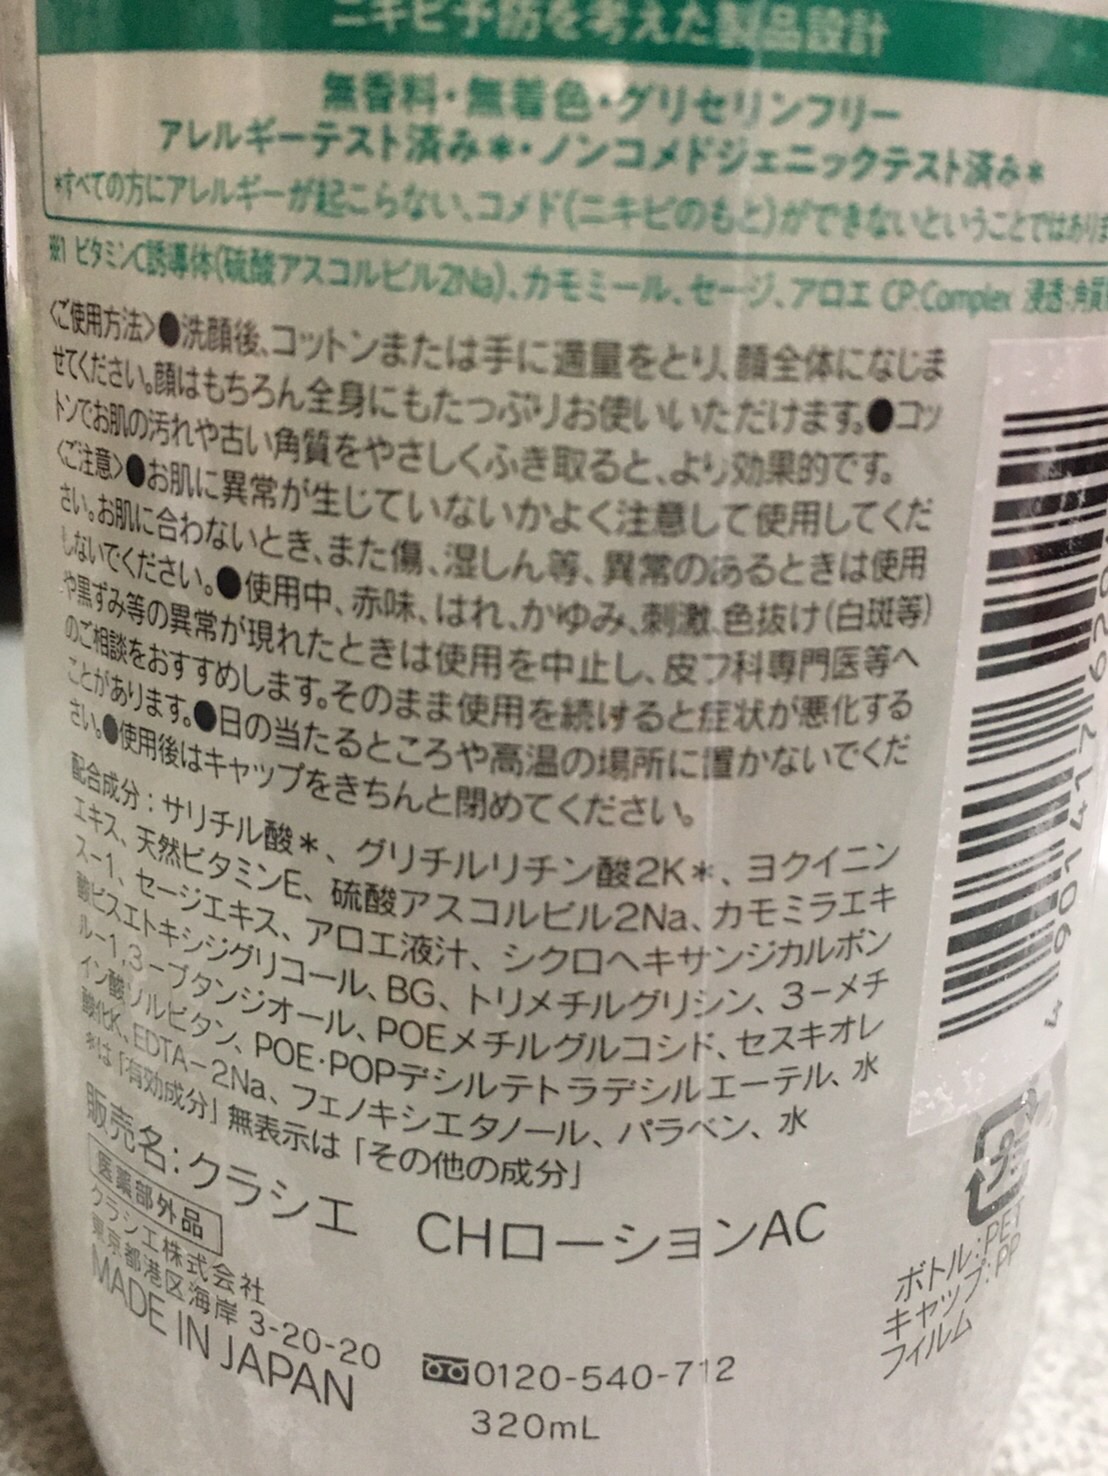 ニキビ予防を考えた製品設計
無香料・無着色・グリセリンフリー
アレルギーテスト済み＊・ノンコメドジェニックテスト済み＊
＊すべての方にアレルギーが起こらない、コメド(ニキビのもと)ができないということではありま
※1 ビタミンC誘導体(硫酸アスコルビル2Na)、カモミール、セージ、アロエ CP:Complex 浸透:角質
〈ご使用方法〉●洗顔後、コットンまたは手に適量をとり、顔全体になじま
せてください。顔はもちろん全身にもたっぷりお使いいただけます。●コッ
トンでお肌の汚れや古い角質をやさしくふき取ると、より効果的です。
〈ご注意〉●お肌に異常が生じていないかよく注意して使用してくだ
さい。お肌に合わないとき、また傷、湿しん等、異常のあるときは使用
しないでください。●使用中、赤味、はれ、かゆみ、刺激、色抜け(白斑等)
や黒ずみ等の異常が現れたときは使用を中止し、皮フ科専門医等へ
のご相談をおすすめします。そのまま使用を続けると症状が悪化する
ことがあります。●日の当たるところや高温の場所に置かないでくだ
さい。●使用後はキャップをきちんと閉めてください。
配合成分：サリチル酸＊、グリチルリチン酸2K＊、ヨクイニン
エキス、天然ビタミンE、硫酸アスコルビル2Na、カモミラエキ
ス-1、セージエキス、アロエ液汁、シクロヘキサンジカルボン
酸ビスエトキシジグリコール、BG、トリメチルグリシン、3-メチ
ル-1,3-ブタンジオール、POEメチルグルコシド、セスキオレ
イン酸ソルビタン、POE・POPデシルテトラデシルエーテル、水
酸化K、EDTA-2Na、フェノキシエタノール、パラベン、水
＊は「有効成分」無表示は「その他の成分」
販売名：クラシエ CHローションAC
医薬部外品
クラシエ株式会社
東京都港区海岸 3-20-20
MADE IN JAPAN
0120-540-712
320mL
プラ
ボトル：PET
キャップ：PP
フィルム